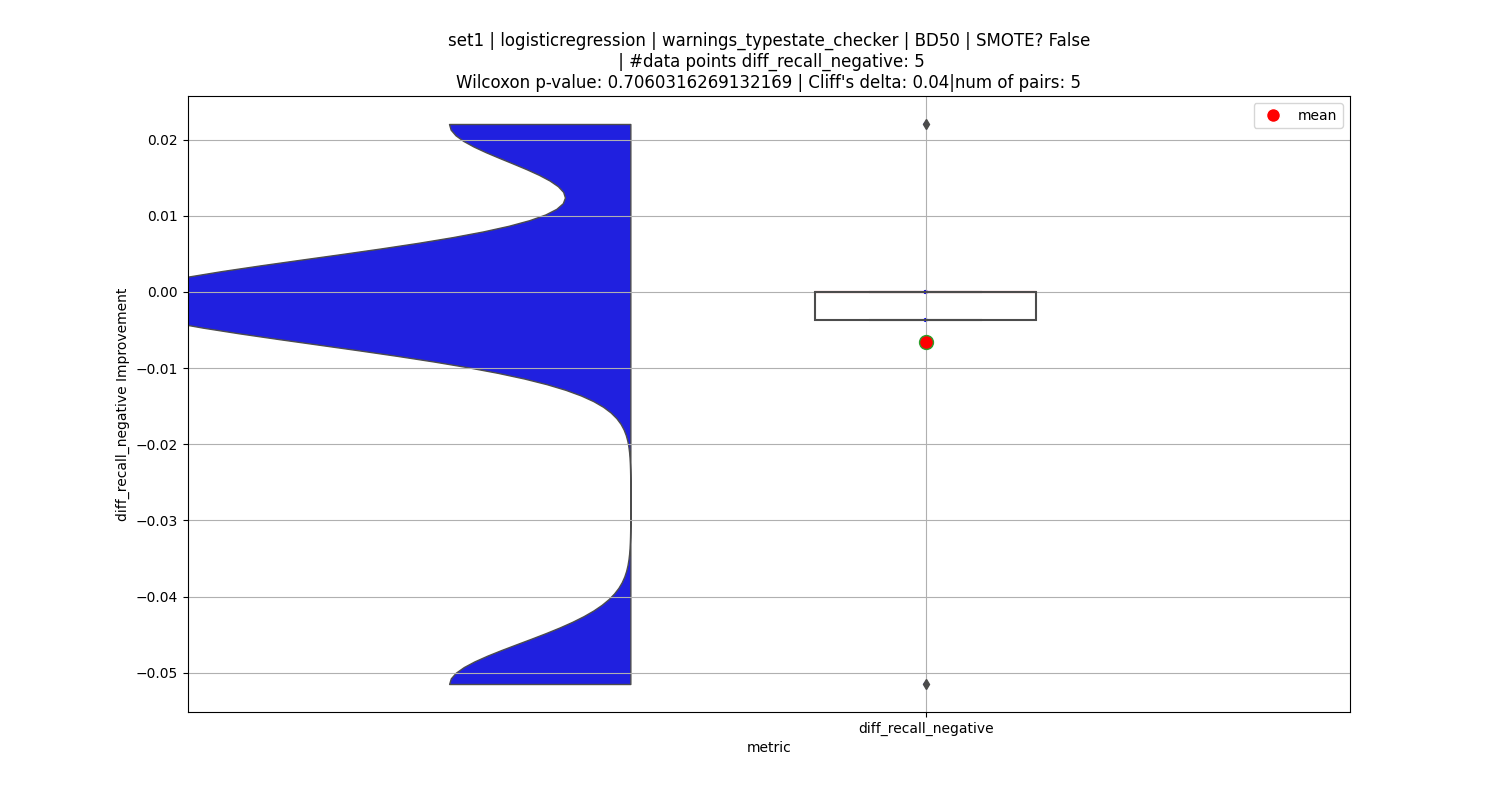 set1 | logisticregression | warnings_typestate_checker | BD50 | SMOTE? False
| #data points diff_recall_negative: 5
Wilcoxon p-value: 0.7060316269132169 | Cliff's delta: 0.04|num of pairs: 5
mean
0.02
0.01
0.00
−0.01
−0.02
−0.03
−0.04
−0.05
diff_recall_negative Improvement
diff_recall_negative
metric